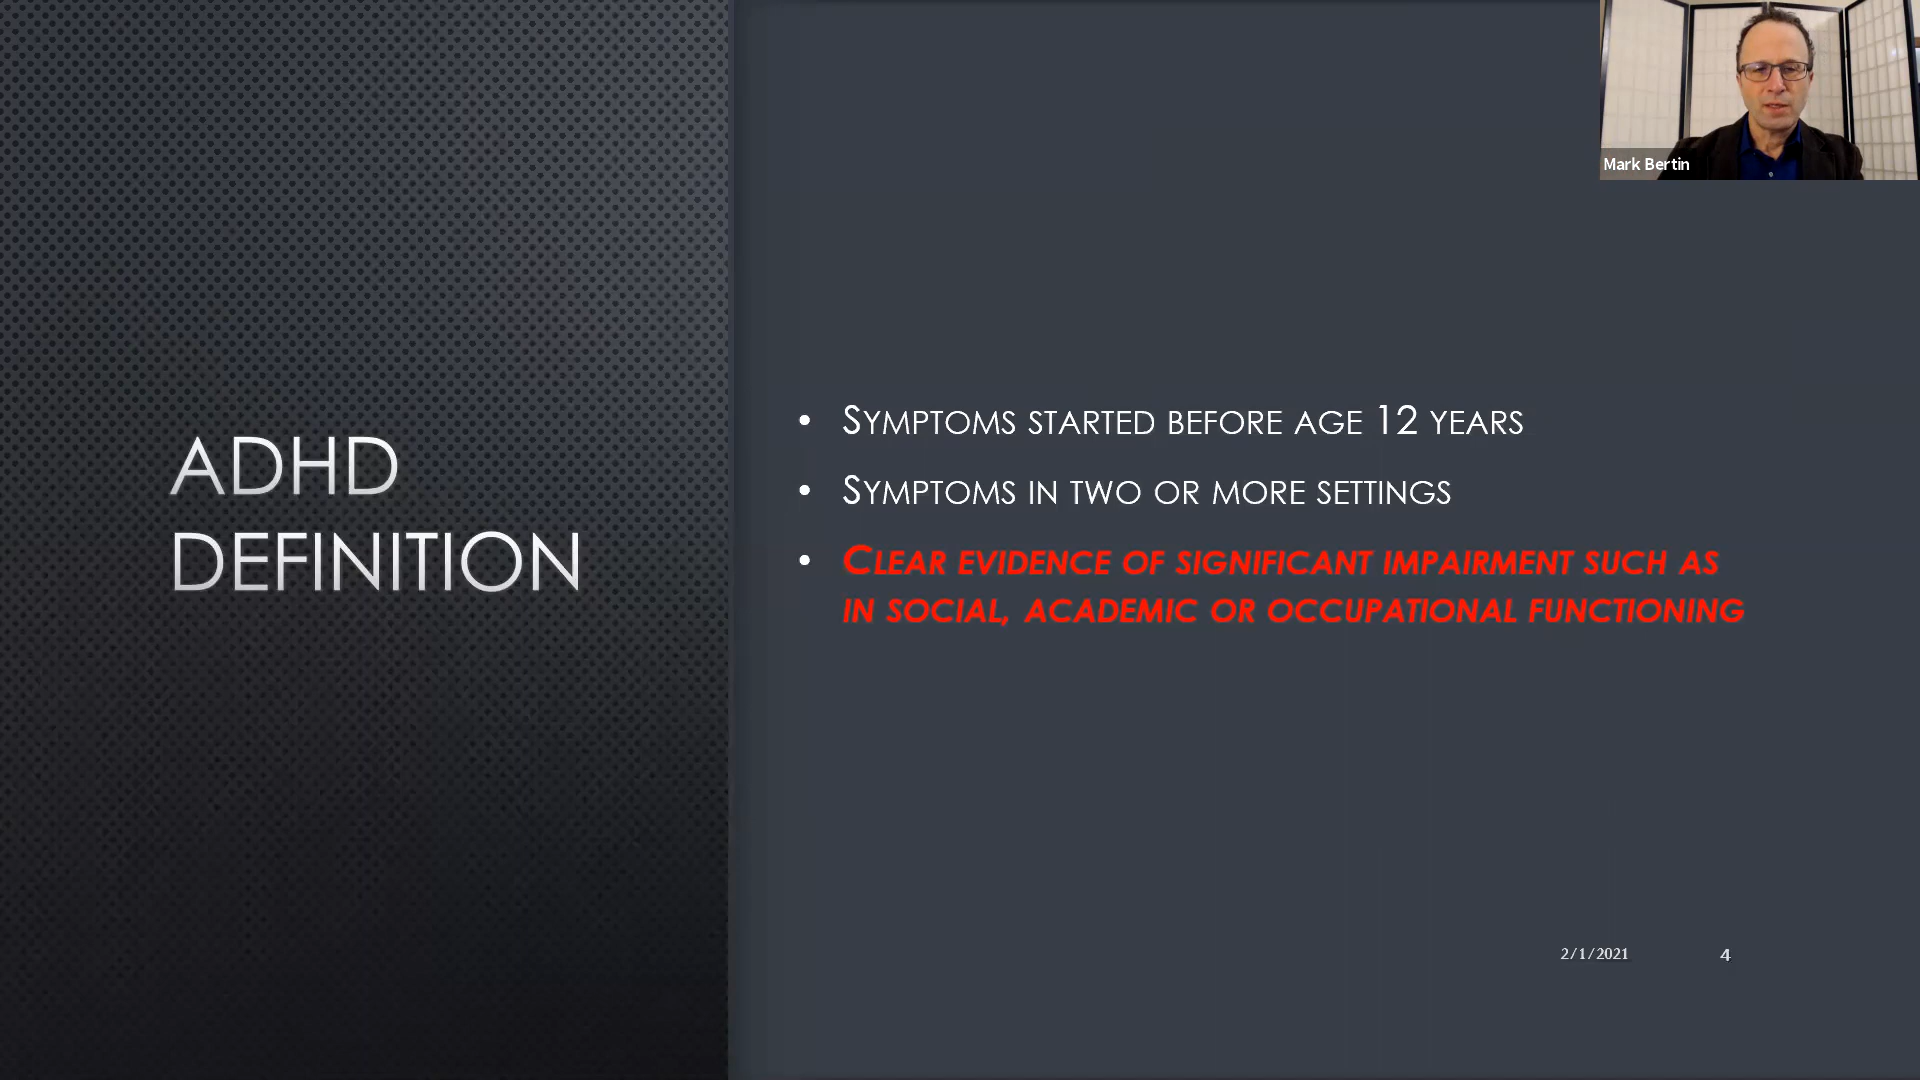 ADHD
DEFINITION
• Symptoms started before age 12 years
• Symptoms in two or more settings
• Clear evidence of significant impairment such as
in social, academic or occupational functioning
Mark Bertin
2/1/2021
4